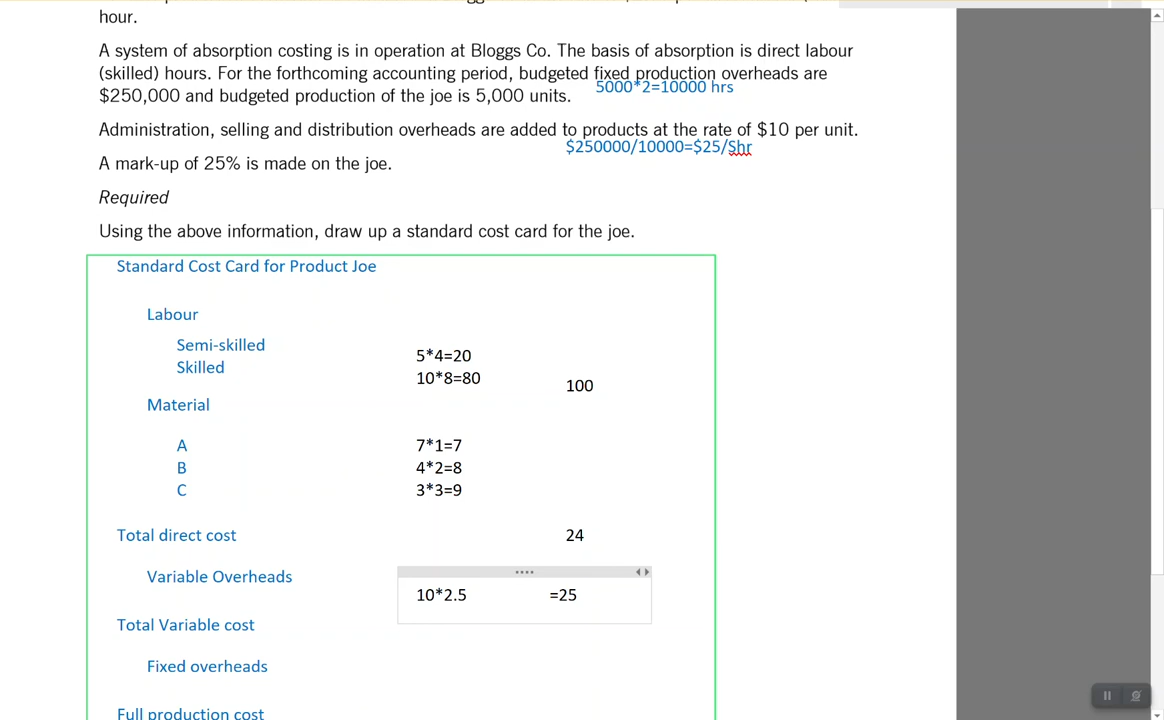 hour.
A system of absorption costing is in operation at Bloggs Co. The basis of absorption is direct labour
(skilled) hours. For the forthcoming accounting period, budgeted fixed production overheads are
5000*2=10000 hrs
$250,000 and budgeted production of the joe is 5,000 units.
Administration, selling and distribution overheads are added to products at the rate of $10 per unit.
$250000/10000=$25/Shr
A mark-up of 25% is made on the joe.
Required
Using the above information, draw up a standard cost card for the joe.
Standard Cost Card for Product Joe
Labour
Semi-skilled 5*4=20
Skilled 10*8=80
100
Material
A 7*1=7
B 4*2=8
C 3*3=9
Total direct cost 24
Variable Overheads
10*2.5 =25
Total Variable cost
Fixed overheads
Full production cost